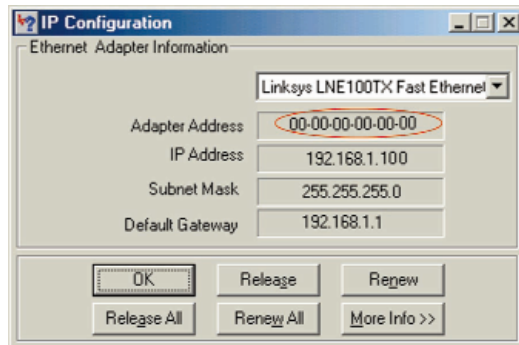 IP Configuration
Ethernet Adapter Information
Linksys LNE100TX Fast Ethernet
Adapter Address 00-00-00-00-00-00
IP Address 192.168.1.100
Subnet Mask 255.255.255.0
Default Gateway 192.168.1.1
OK Release Renew
Release All Renew All More Info >>